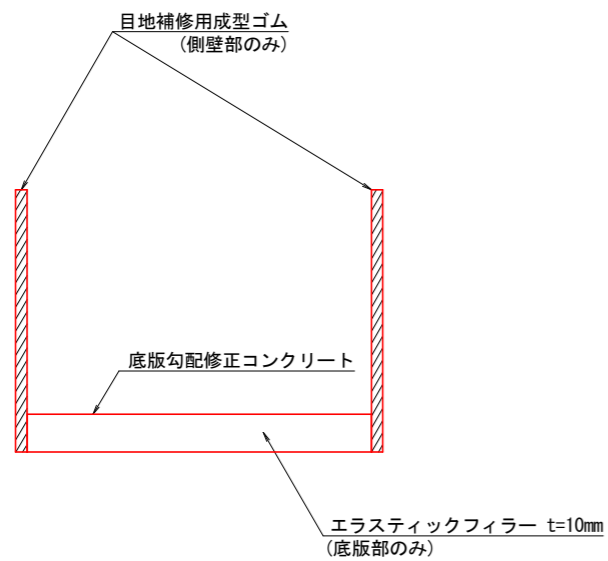 目地補修用成型ゴム
(側壁部のみ)
底版勾配修正コンクリート
エラスティックフィラー t=10mm
(底版部のみ)